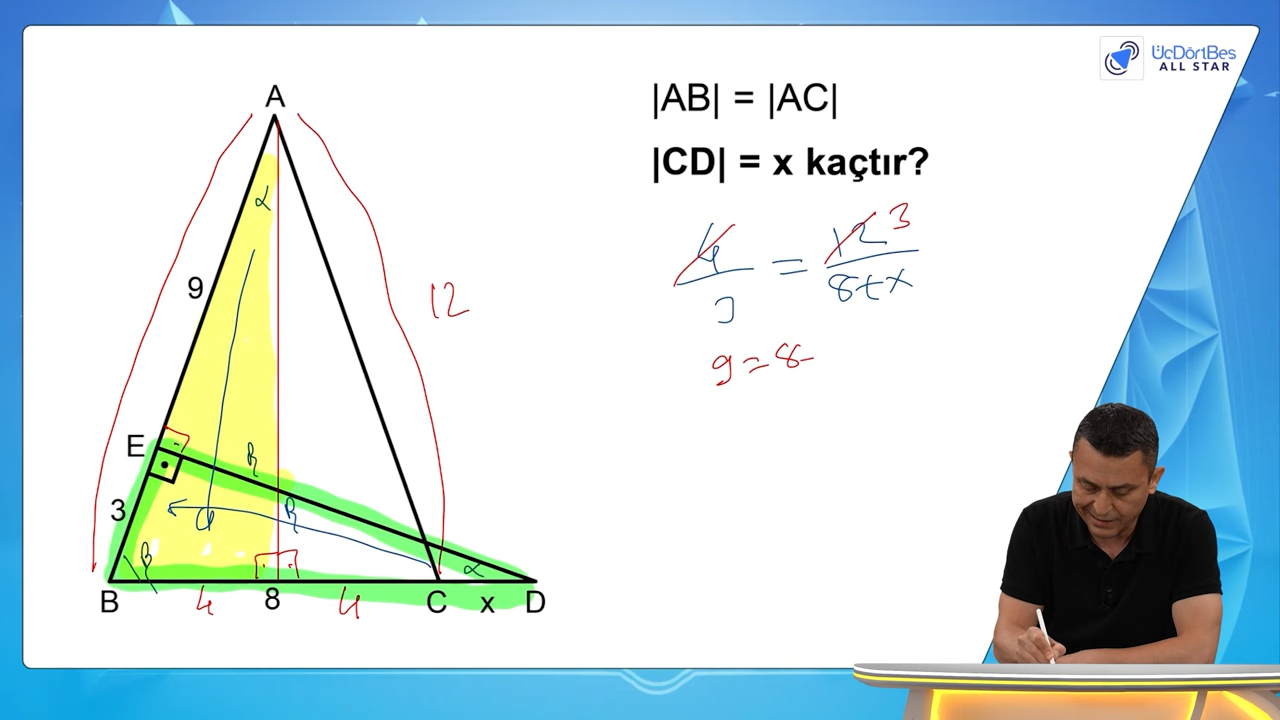 ÜçDörtBeş
ALL STAR
|AB| = |AC|
|CD| = x kaçtır?
4/3 = 12 3/8+x
9=8-
A
α
9
12
E
β
3
β
α
β
α
B
4
8
4
C
x
D